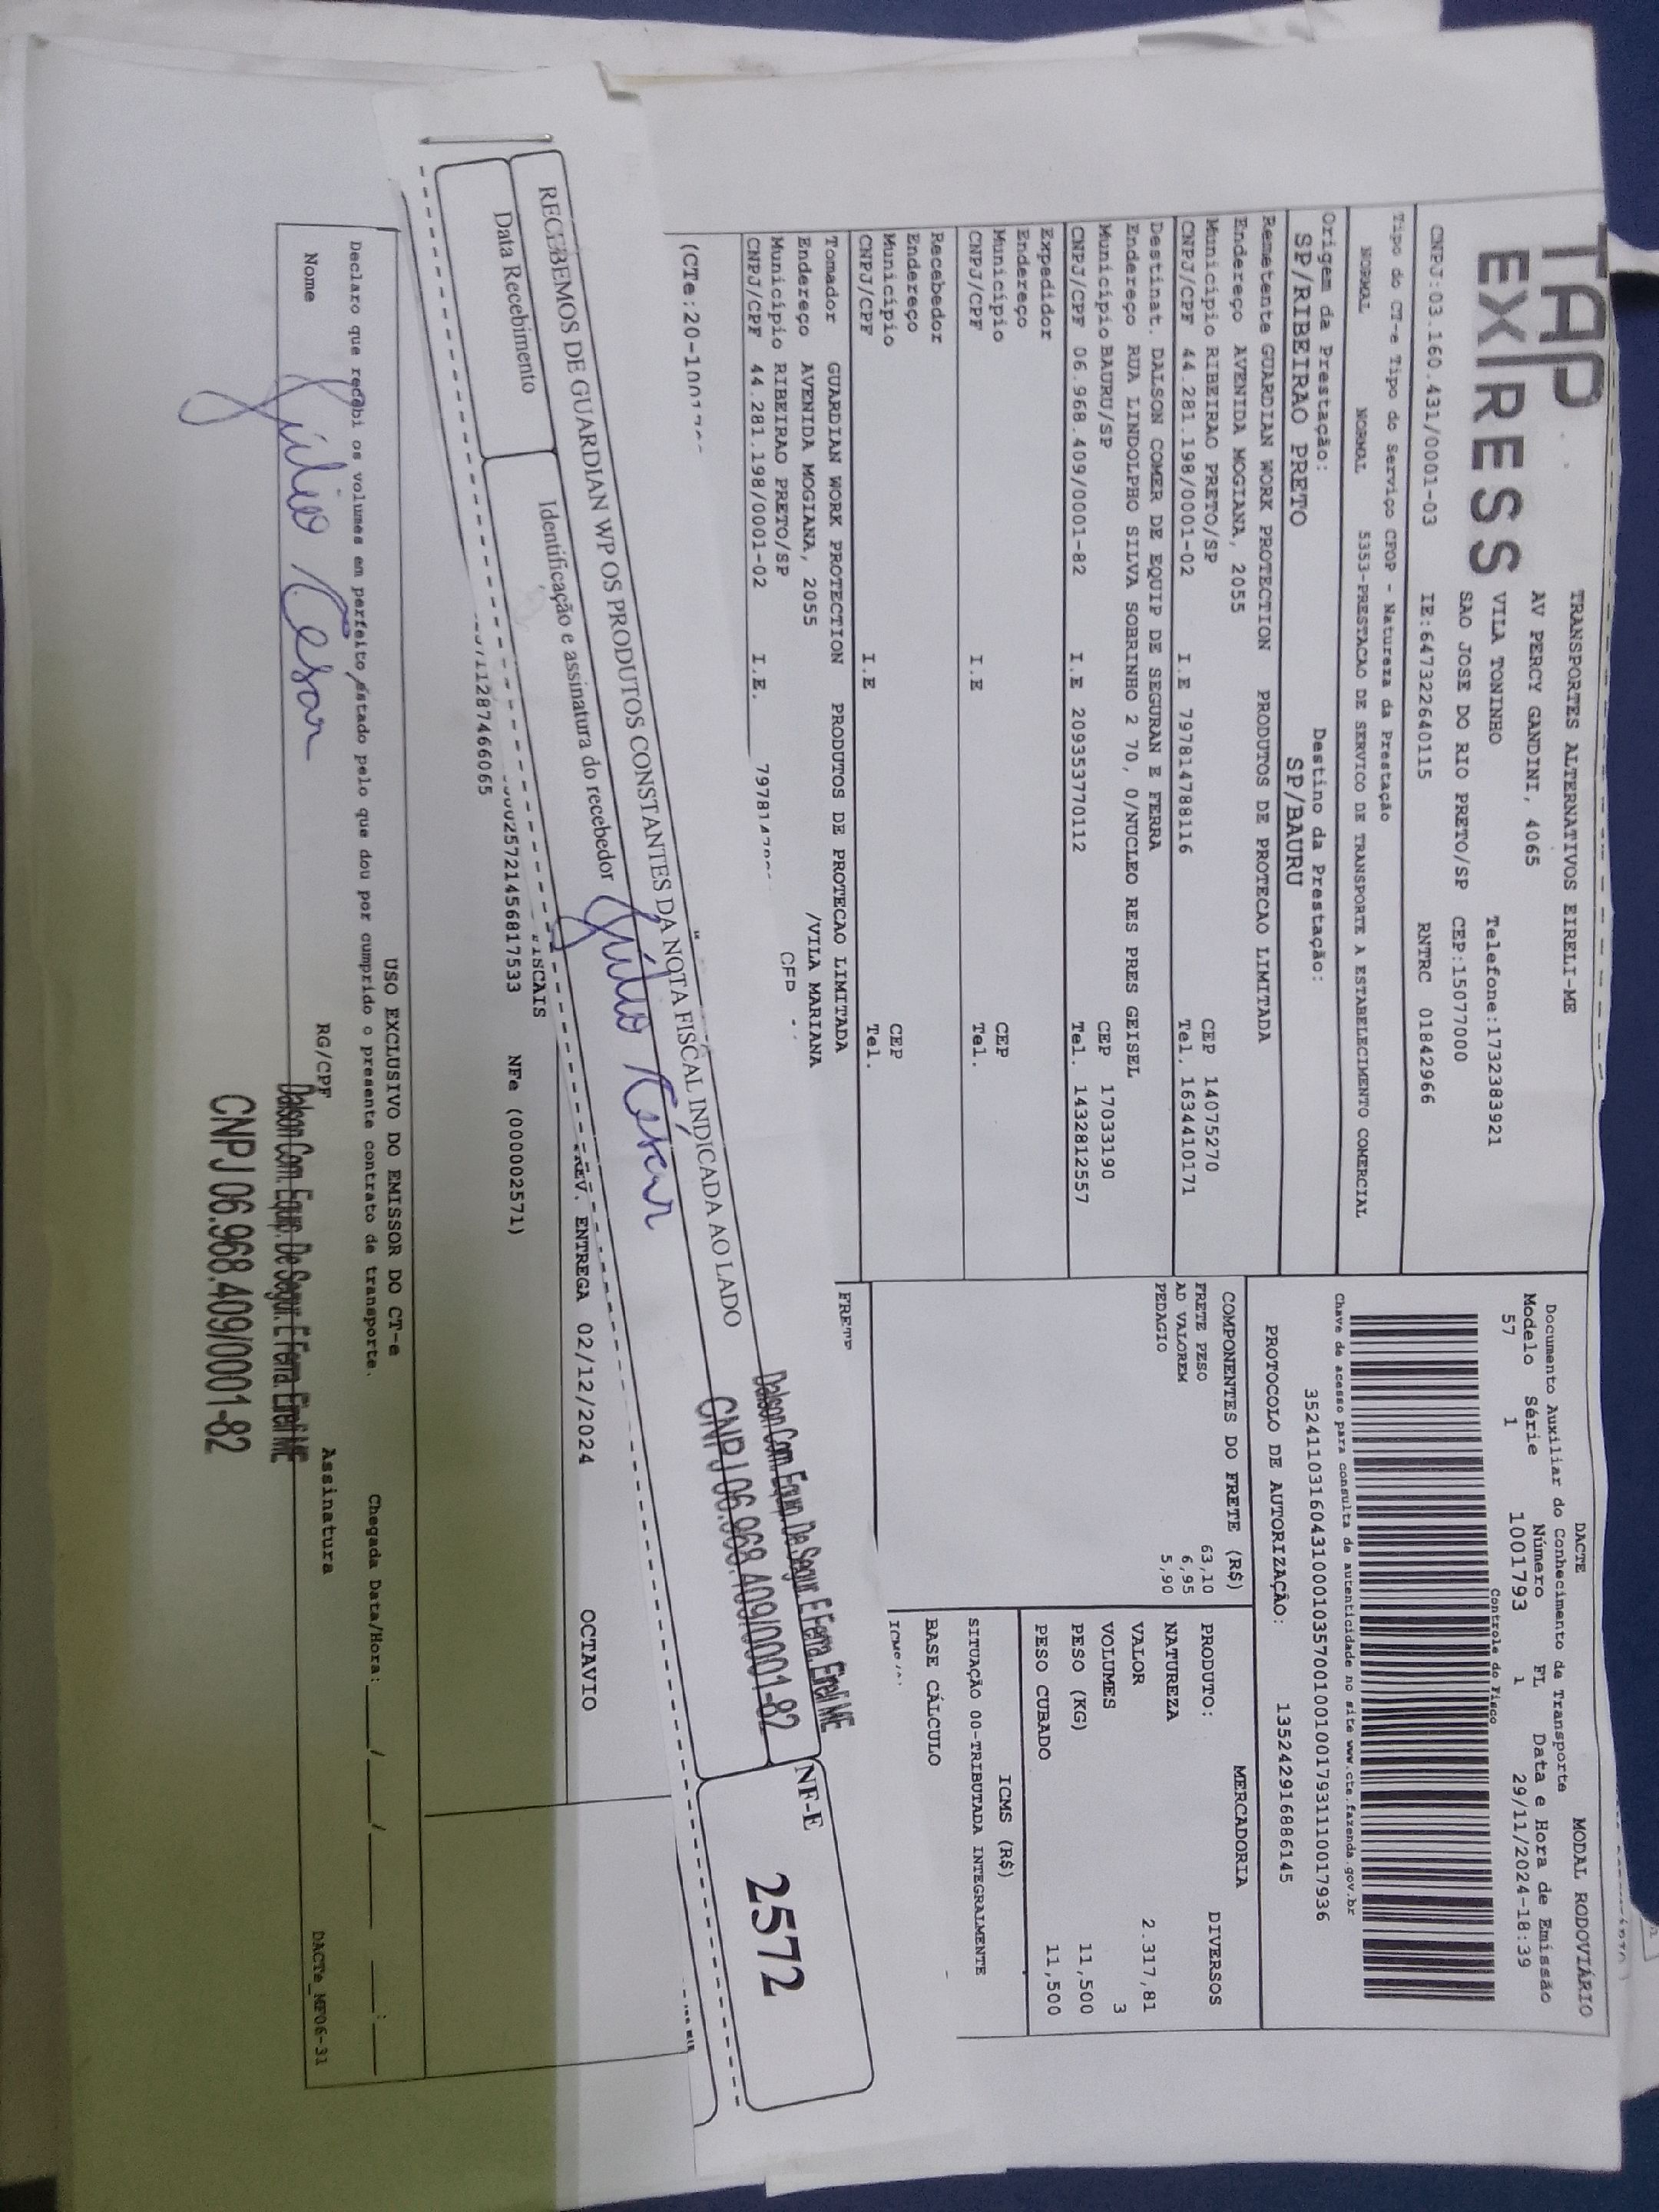 TAP
EXPRESS
TRANSPORTES ALTERNATIVOS EIRELI-ME
AV PERCY GANDINI, 4065
VILA TONINHO Telefone:1732383921
SAO JOSE DO RIO PRETO/SP CEP:15077000
CNPJ:03.160.431/0001-03 IE:647322640115 RNTRC 01842966
DACTE MODAL RODOVIÁRIO
Documento Auxiliar do Conhecimento de Transporte
Modelo Série Número FL Data e Hora de Emissão
57 1 1001793 1 29/11/2024-18:39
Controle do Fisco
Chave de acesso para consulta de autenticidade no site www.cte.fazenda.gov.br
35241103160431000103570010010017931110017936
PROTOCOLO DE AUTORIZAÇÃO: 135242916886145
Tipo do CT-e Tipo do Serviço CFOP - Natureza da Prestação
NORMAL NORMAL 5353-PRESTACAO DE SERVICO DE TRANSPORTE A ESTABELECIMENTO COMERCIAL
Origem da Prestação: Destino da Prestação:
SP/RIBEIRAO PRETO SP/BAURU
Remetente GUARDIAN WORK PROTECTION PRODUTOS DE PROTECAO LIMITADA
Endereço AVENIDA MOGIANA, 2055
Município RIBEIRAO PRETO/SP CEP 14075270
CNPJ/CPF 44.281.198/0001-02 I.E 797814788116 Tel. 1634410171
Destinat. DALSON COMER DE EQUIP DE SEGURAN E FERRA
Endereço RUA LINDOLPHO SILVA SOBRINHO 2 70, 0/NUCLEO RES PRES GEISEL
Município BAURU/SP CEP 17033190
CNPJ/CPF 06.968.409/0001-82 I.E 209353770112 Tel. 1432812557
Expedidor
Endereço
Município CEP
CNPJ/CPF I.E Tel.
Recebedor
Endereço
Município CEP
CNPJ/CPF I.E Tel.
Tomador GUARDIAN WORK PROTECTION PRODUTOS DE PROTECAO LIMITADA
Endereço AVENIDA MOGIANA, 2055 /VILA MARIANA
Município RIBEIRAO PRETO/SP
CNPJ/CPF 44.281.198/0001-02 I.E.
COMPONENTES DO FRETE (R$)
FRETE PESO 63,10
AD VALOREM 6,95
PEDAGIO 5,90
MERCADORIA
PRODUTO: DIVERSOS
NATUREZA
VALOR 2.317,81
VOLUMES 3
PESO (KG) 11,500
PESO CUBADO 11,500
ICMS (R$)
SITUAÇÃO 00-TRIBUTADA INTEGRALMENTE
BASE CÁLCULO
RECEBEMOS DE GUARDIAN WP OS PRODUTOS CONSTANTES DA NOTA FISCAL INDICADA AO LADO
Data Recebimento
Identificação e assinatura do recebedor Júlio César
Dalson Com. Equip. De Segur. E Ferra. Eireli ME
CNPJ 06.968.409/0001-82
NF-E
2572
PREV. ENTREGA 02/12/2024 OCTAVIO
NFe (000002571)
USO EXCLUSIVO DO EMISSOR DO CT-e
Declaro que recebi os volumes em perfeito estado pelo que dou por cumprido o presente contrato de transporte. Chegada Data/Hora:___/___/_____ ___:___
Nome RG/CPF Assinatura
Júlio Cesar
Dalson Com. Equip. De Segur. E Ferra. Eireli ME
CNPJ 06.968.409/0001-82
DACTe_MF06-31